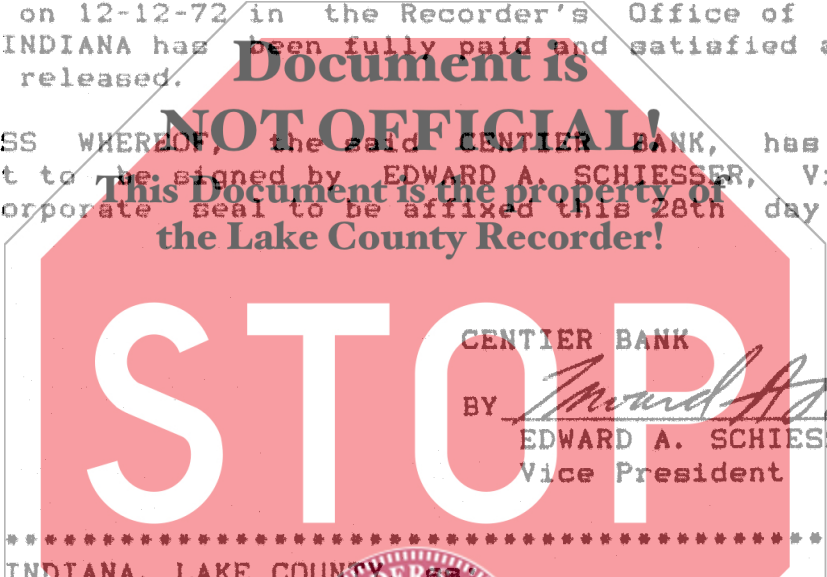 on 12-12-72 in the Recorder's Office of
INDIANA has been fully paid and satisfied a
released.
Document is
NOT OFFICIAL!
This Document is the property of
the Lake County Recorder!
STOP
SS WHEREOF, the said CENTIER BANK, has
t to be signed by EDWARD A. SCHIESSER, Vi
orporate seal to be affixed this 28th day
CENTIER BANK
BY
EDWARD A. SCHIESS
Vice President
****************************************
INDIANA, LAKE COUNTY ss: